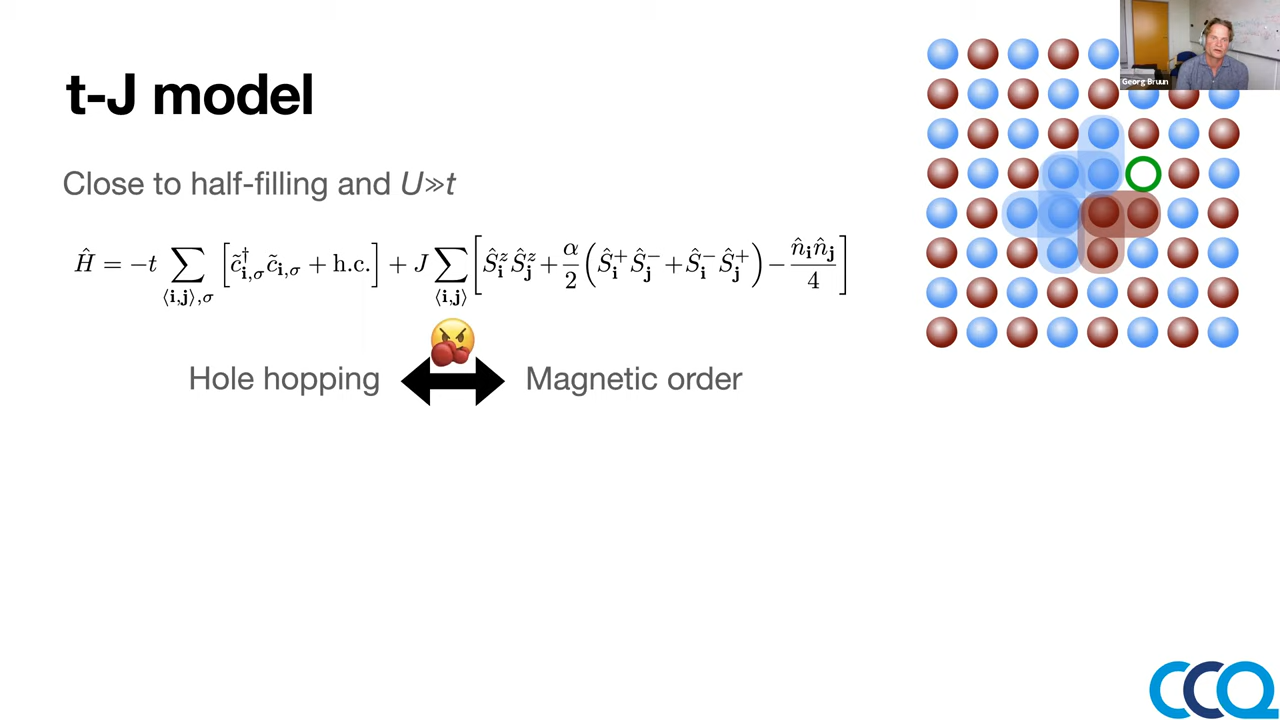 t-J model
Georg Bruun
Close to half-filling and U≫t
Ĥ = −t ∑_{⟨i,j⟩,σ} [c̃†_{i,σ} c̃_{i,σ} + h.c.] + J ∑_{⟨i,j⟩} [Ŝ^z_i Ŝ^z_j + α/2 (Ŝ^+_i Ŝ^−_j + Ŝ^−_i Ŝ^+_j) − n̂_i n̂_j / 4]
Hole hopping Magnetic order
CCQ